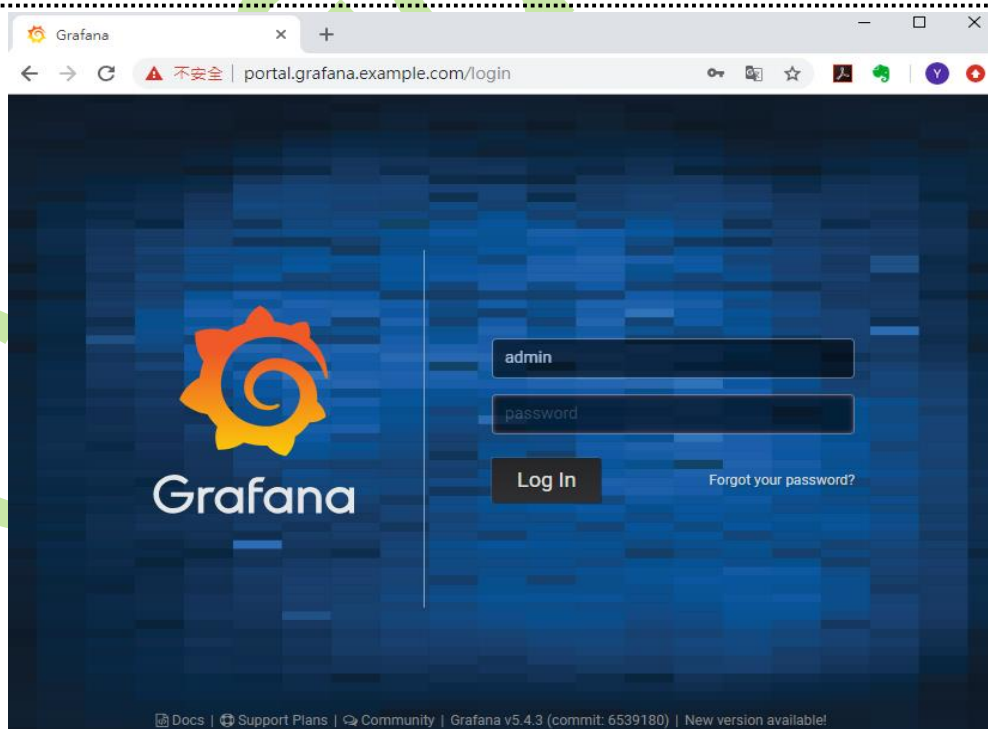 Grafana
不安全 | portal.grafana.example.com/login
admin
password
Log In
Forgot your password?
Grafana
Docs | Support Plans | Community | Grafana v5.4.3 (commit: 6539180) | New version available!